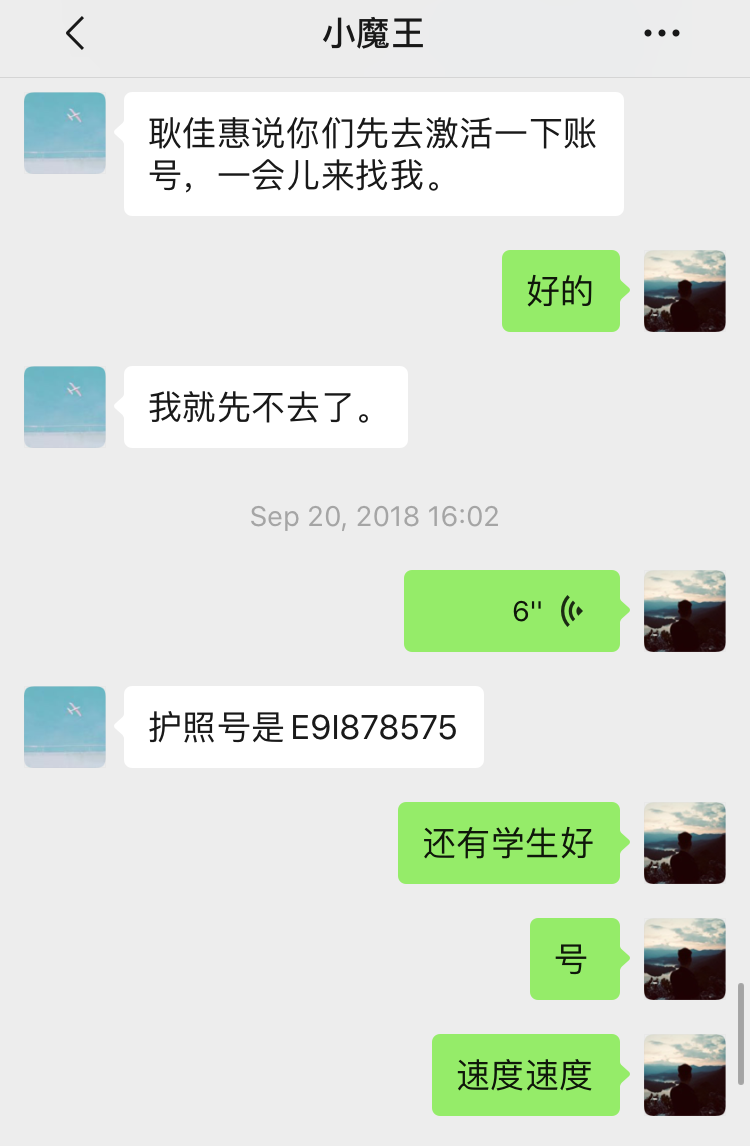 小魔王
耿佳惠说你们先去激活一下账
号，一会儿来找我。
好的
我就先不去了。
Sep 20, 2018 16:02
6''
护照号是E9I878575
还有学生好
号
速度速度